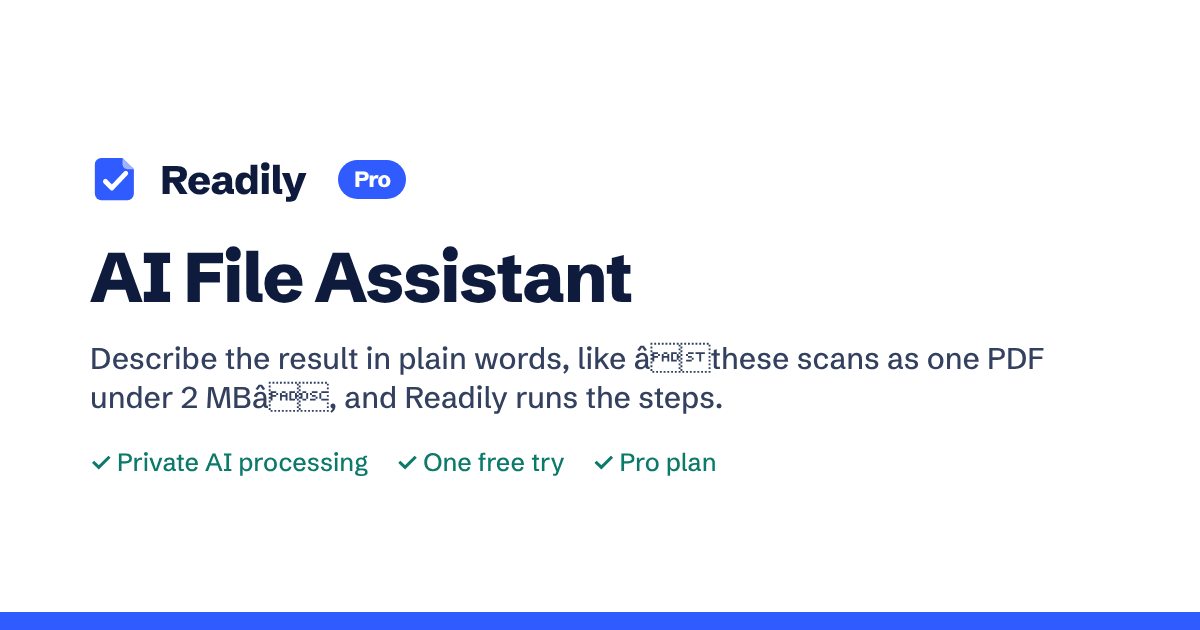 Readily Pro
AI File Assistant
Describe the result in plain words, like âthese scans as one PDF
under 2 MBâ, and Readily runs the steps.
Private AI processing One free try Pro plan